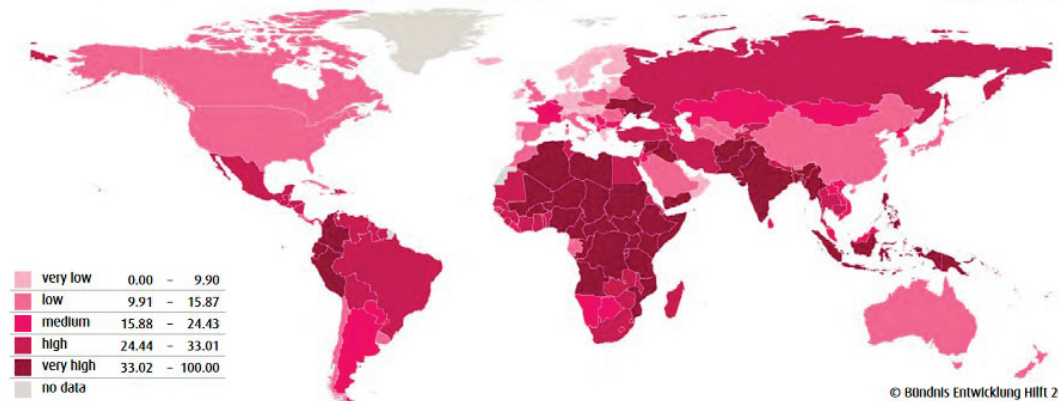 very low 0.00 – 9.90
low 9.91 – 15.87
medium 15.88 – 24.43
high 24.44 – 33.01
very high 33.02 – 100.00
no data
© Bündnis Entwicklung Hilft 2